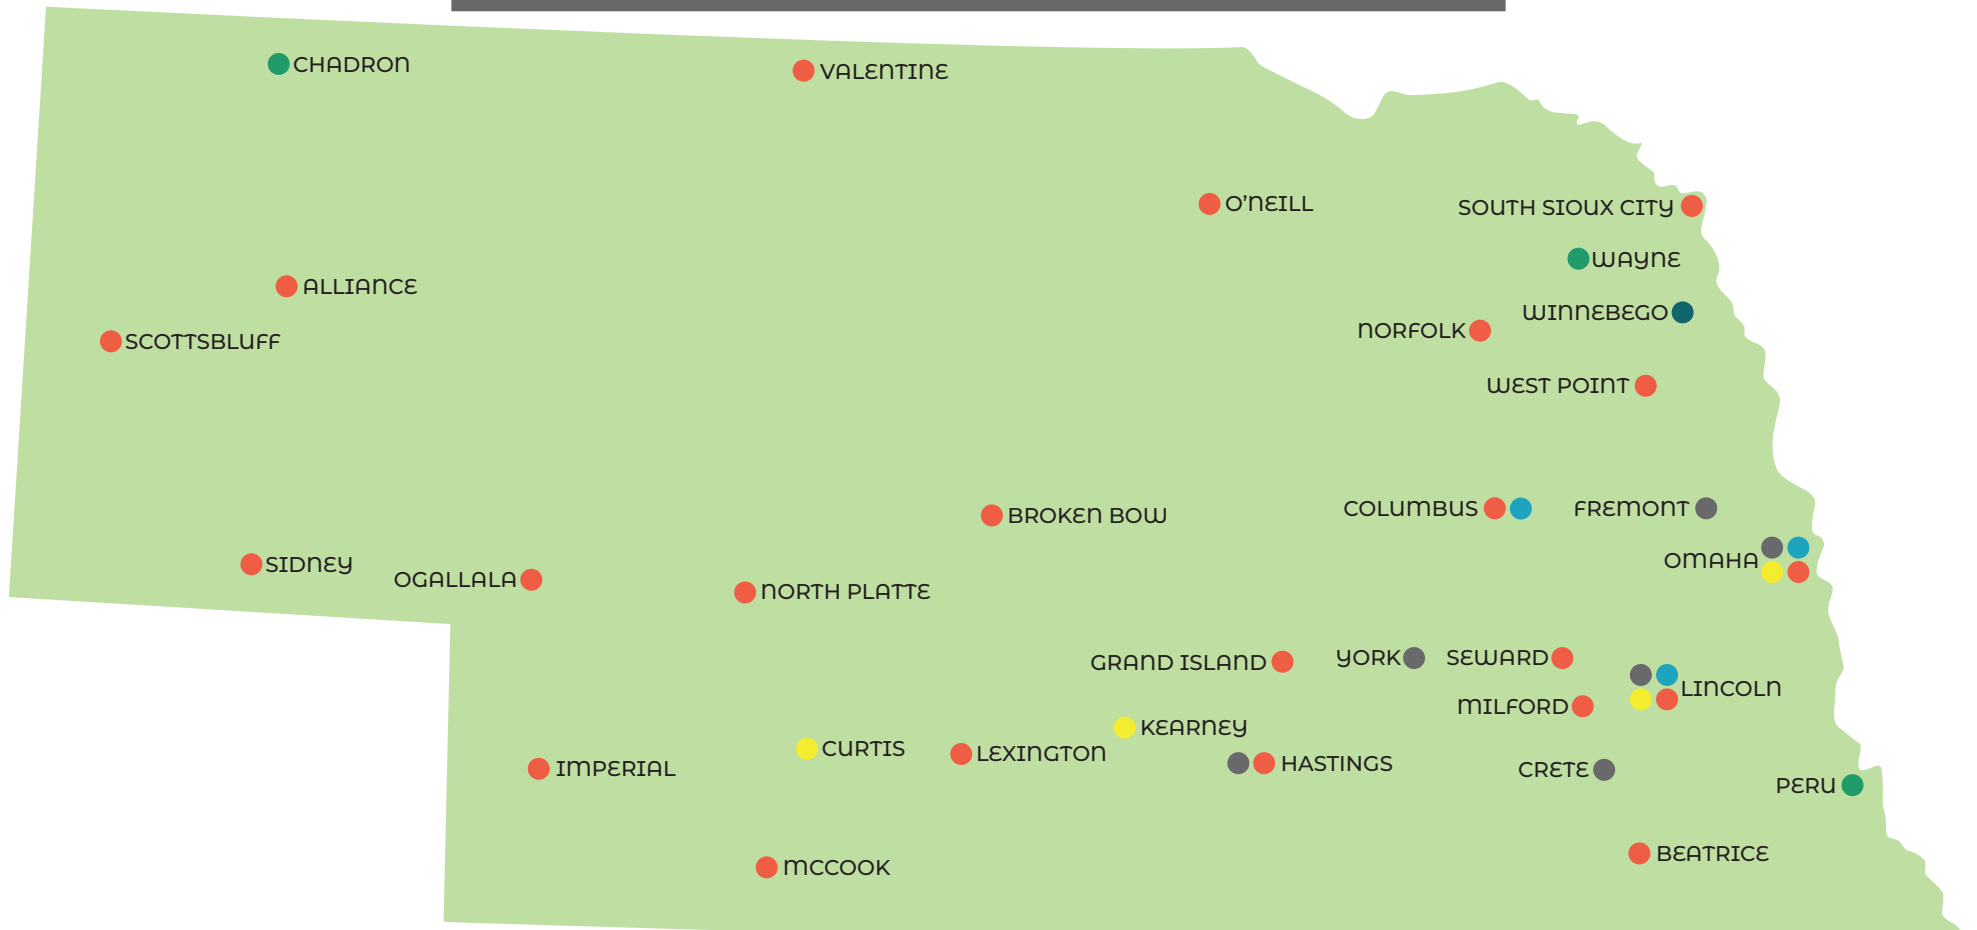 CHADRON
VALENTINE
O'NEILL
SOUTH SIOUX CITY
WAYNE
ALLIANCE
WINNEBEGO
NORFOLK
SCOTTSBLUFF
WEST POINT
BROKEN BOW
COLUMBUS
FREMONT
OMAHA
SIDNEY
OGALLALA
NORTH PLATTE
GRAND ISLAND
YORK
SEWARD
LINCOLN
MILFORD
KEARNEY
CURTIS
LEXINGTON
HASTINGS
IMPERIAL
CRETE
PERU
MCCOOK
BEATRICE